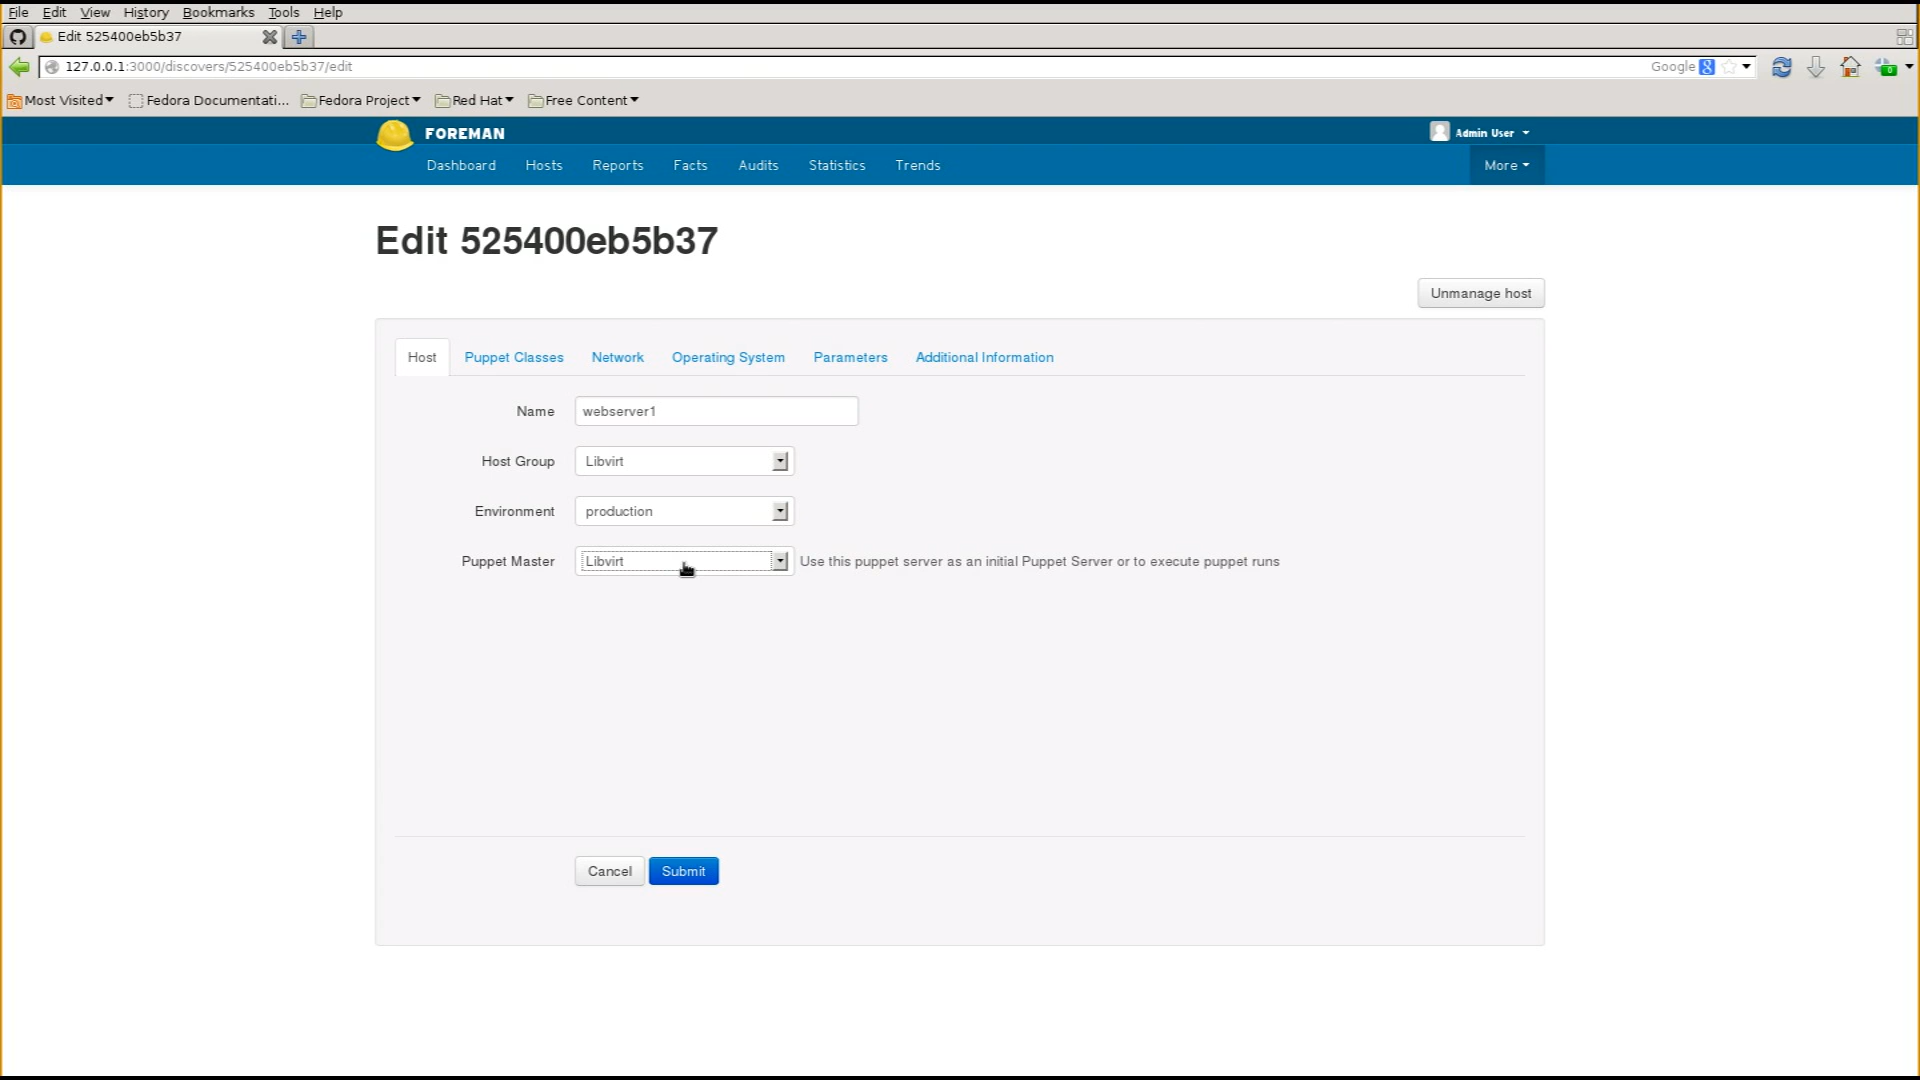 File Edit View History Bookmarks Tools Help
Edit 525400eb5b37
127.0.0.1:3000/discovers/525400eb5b37/edit Google 8
Most Visited Fedora Documentati... Fedora Project Red Hat Free Content
FOREMAN Admin User
Dashboard Hosts Reports Facts Audits Statistics Trends More
Edit 525400eb5b37
Unmanage host
Host Puppet Classes Network Operating System Parameters Additional Information
Name webserver1
Host Group Libvirt
Environment production
Puppet Master Libvirt Use this puppet server as an initial Puppet Server or to execute puppet runs
Cancel Submit